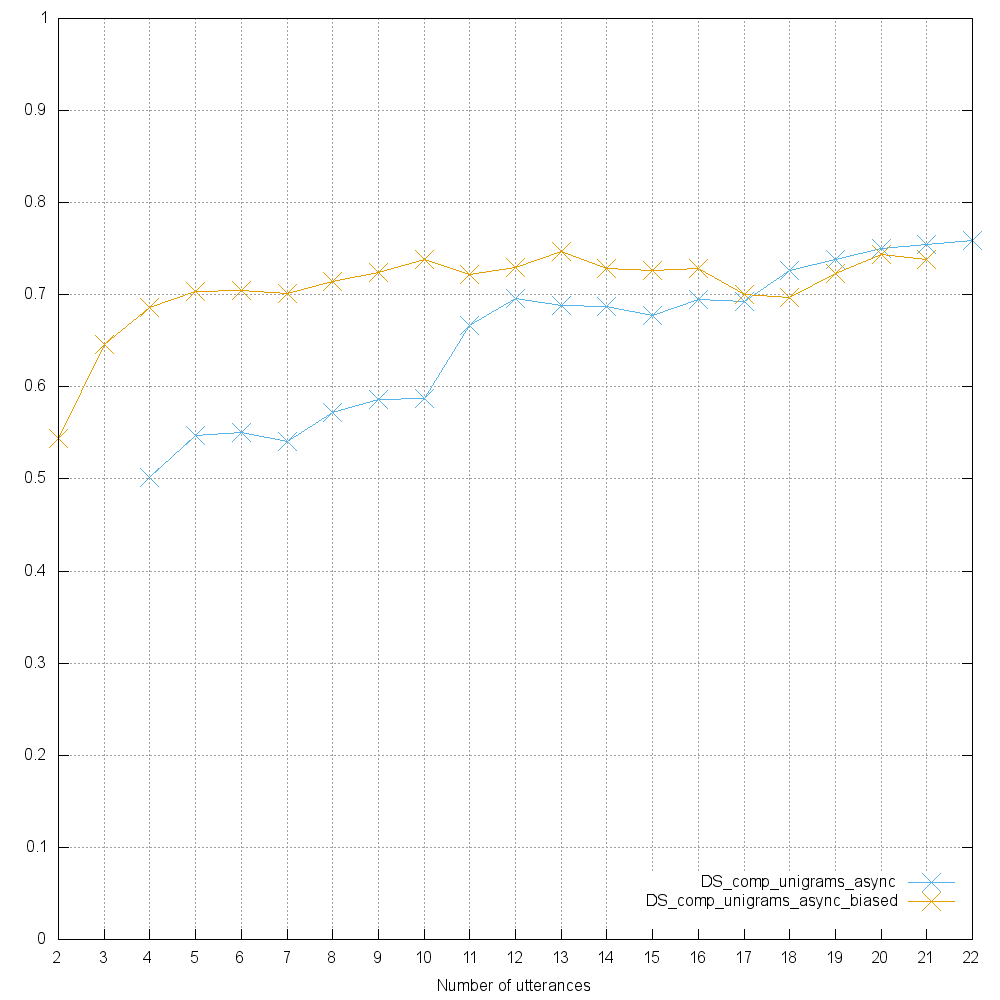 1
0.9
0.8
0.7
0.6
0.5
0.4
0.3
0.2
0.1
0
DS_comp_unigrams_async
DS_comp_unigrams_async_biased
2 3 4 5 6 7 8 9 10 11 12 13 14 15 16 17 18 19 20 21 22
Number of utterances